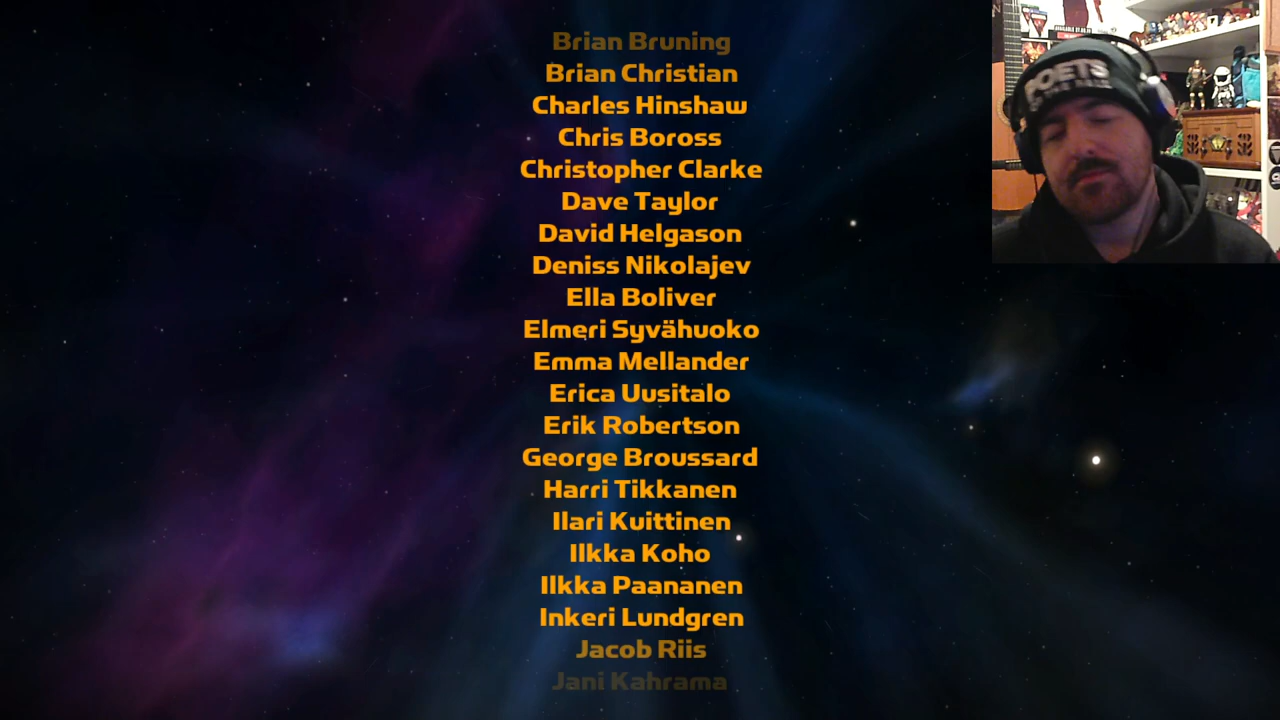 Brian Bruning
Brian Christian
Charles Hinshaw
Chris Boross
Christopher Clarke
Dave Taylor
David Helgason
Deniss Nikolajev
Ella Boliver
Elmeri Syvähuoko
Emma Mellander
Erica Uusitalo
Erik Robertson
George Broussard
Harri Tikkanen
Ilari Kuittinen
Ilkka Koho
Ilkka Paananen
Inkeri Lundgren
Jacob Riis
Jani Kahrama
POETS